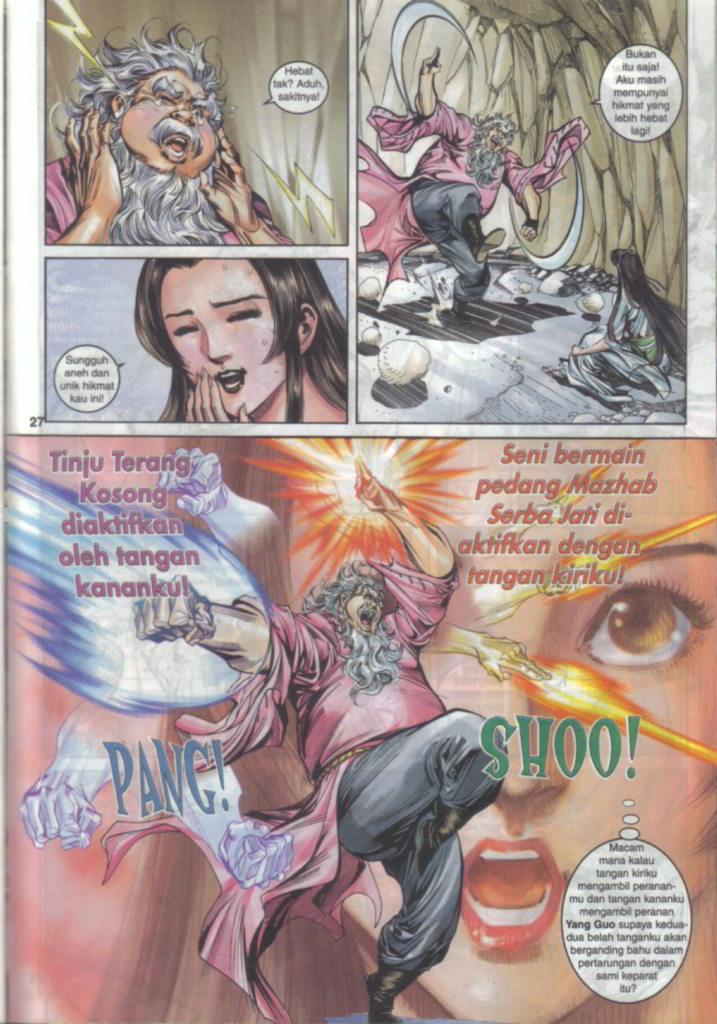 Hebat
tak? Aduh,
sakitnya!
Bukan
itu saja!
Aku masih
mempunyai
hikmat yang
lebih hebat
lagi!
Sungguh
aneh dan
unik hikmat
kau ini!
27
Tinju Terang
Kosong
diaktifkan
oleh tangan
kananku!
Seni bermain
pedang Mazhab
Serba Jati di-
aktifkan dengan
tangan kiriku!
PANG!
SHOO!
Macam
mana kalau
tangan kiriku
mengambil peranan-
mu dan tangan kananku
mengambil peranan
Yang Guo supaya kedua-
dua belah tanganku akan
berganding bahu dalam
pertarungan dengan
sami keparat
itu?